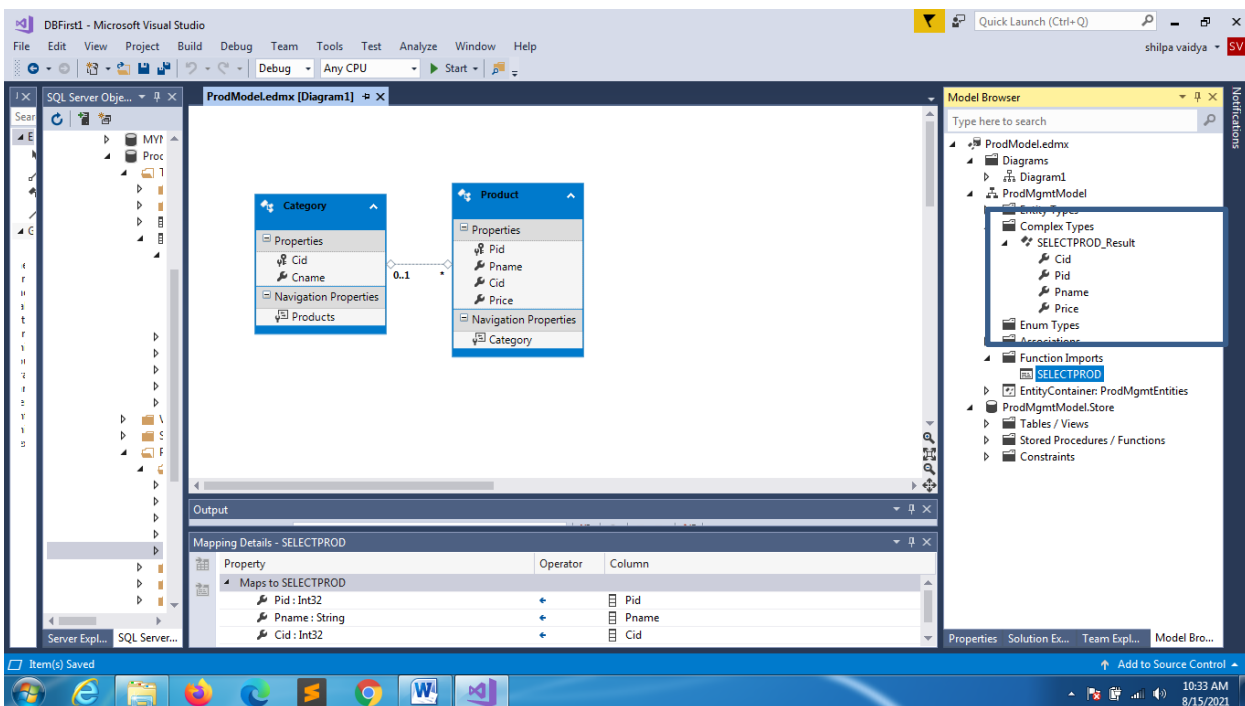 DBFirst1 - Microsoft Visual Studio
Quick Launch (Ctrl+Q)
File Edit View Project Build Debug Team Tools Test Analyze Window Help
shilpa vaidya SV
Debug Any CPU Start
SQL Server Obje...
ProdModel.edmx [Diagram1]
Model Browser
Notifications
Sear
Type here to search
MYN
Proc
Category
Properties
Cid
Cname
Navigation Properties
Products
0..1 *
Product
Properties
Pid
Pname
Cid
Price
Navigation Properties
Category
ProdModel.edmx
Diagrams
Diagram1
ProdMgmtModel
Entity Types
Complex Types
SELECTPROD_Result
Cid
Pid
Pname
Price
Enum Types
Associations
Function Imports
SELECTPROD
EntityContainer: ProdMgmtEntities
ProdMgmtModel.Store
Tables / Views
Stored Procedures / Functions
Constraints
Output
Mapping Details - SELECTPROD
Property Operator Column
Maps to SELECTPROD
Pid : Int32 Pid
Pname : String Pname
Cid : Int32 Cid
Server Expl... SQL Server...
Properties Solution Ex... Team Expl... Model Bro...
Item(s) Saved
Add to Source Control
10:33 AM
8/15/2021